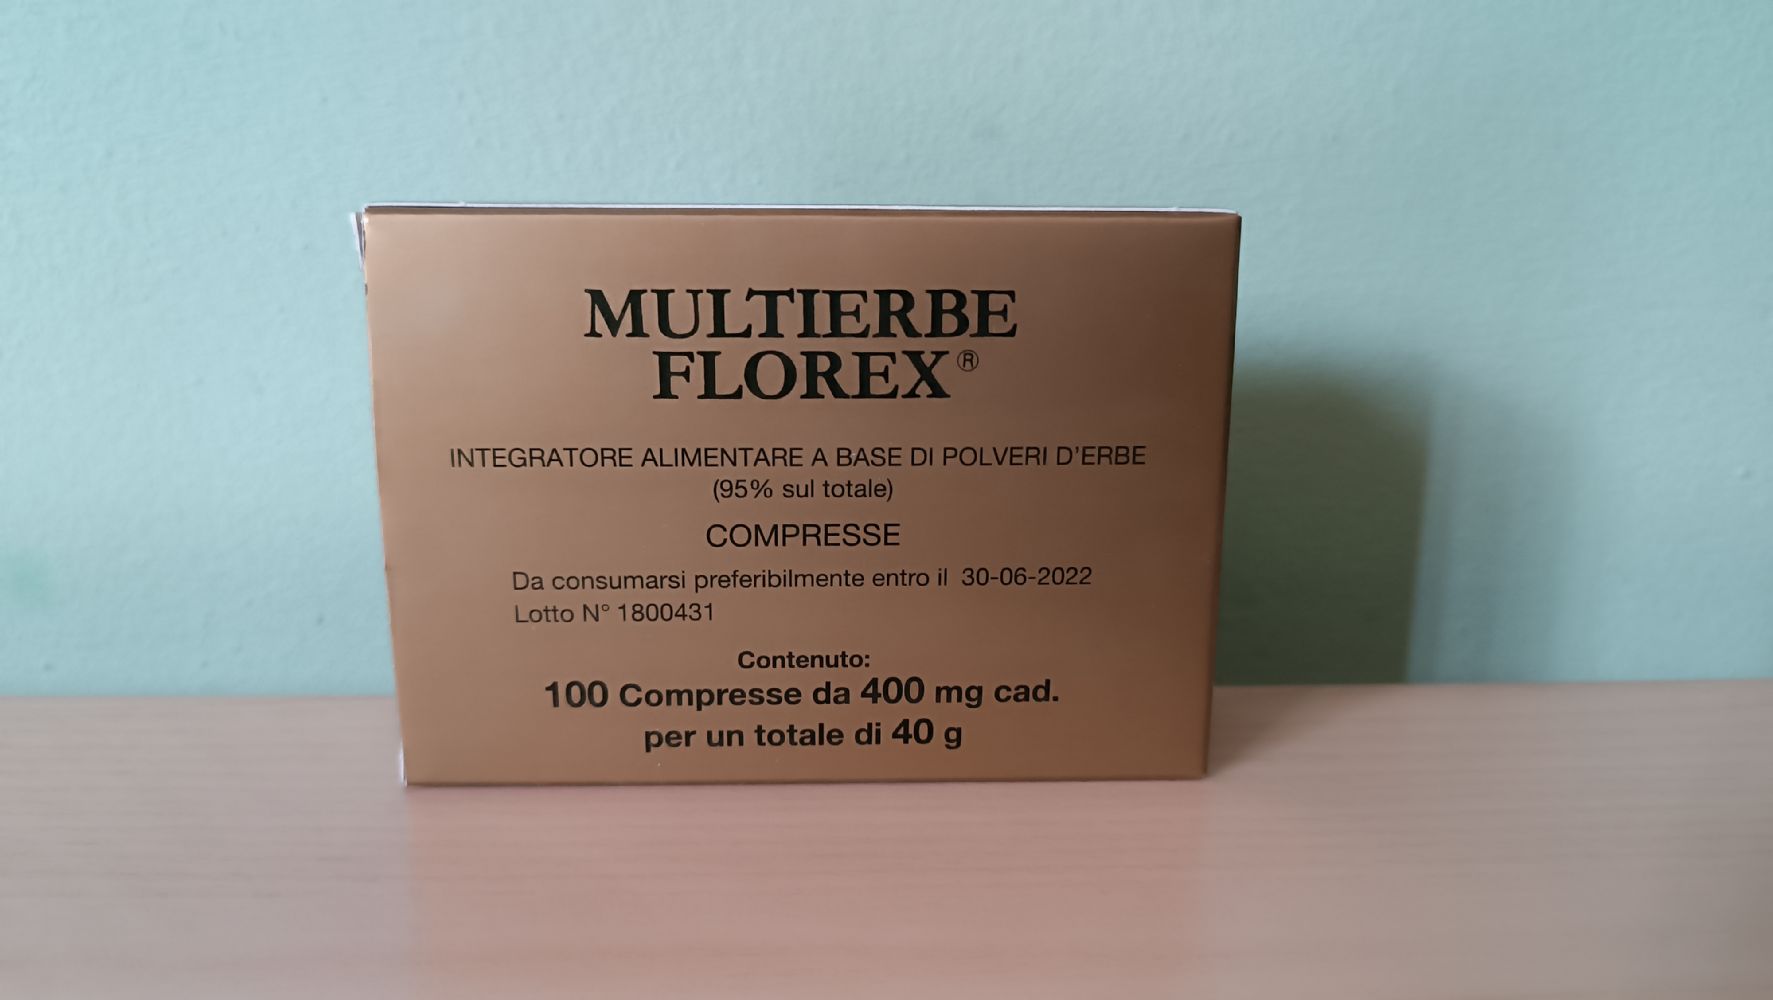 MULTIERBE
FLOREX®
INTEGRATORE ALIMENTARE A BASE DI POLVERI D'ERBE
(95% sul totale)
COMPRESSE
Da consumarsi preferibilmente entro il 30-06-2022
Lotto N° 1800431
Contenuto:
100 Compresse da 400 mg cad.
per un totale di 40 g